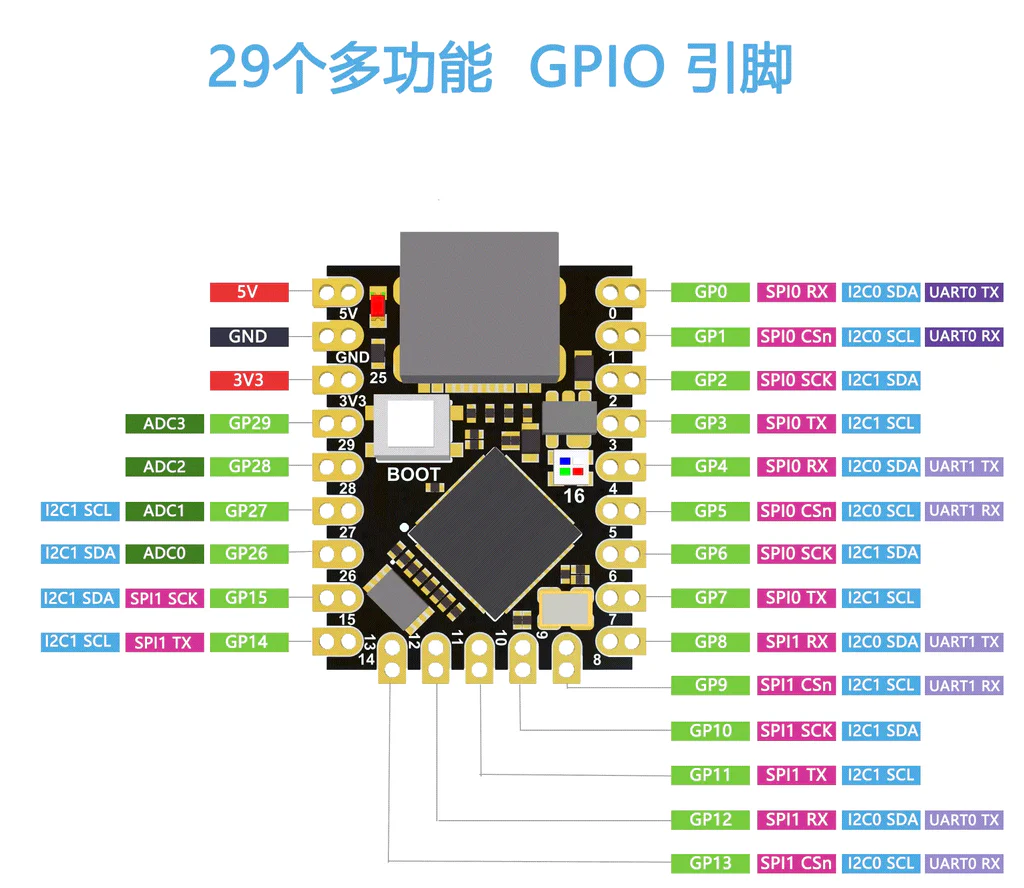 29个多功能 GPIO 引脚
5V GP0 SPI0 RX I2C0 SDA UART0 TX
5V 0
GND GP1 SPI0 CSn I2C0 SCL UART0 RX
GND 1
25
3V3 GP2 SPI0 SCK I2C1 SDA
3V3 2
ADC3 GP29 GP3 SPI0 TX I2C1 SCL
29 3
ADC2 GP28 GP4 SPI0 RX I2C0 SDA UART1 TX
BOOT
28 16 4
I2C1 SCL ADC1 GP27 GP5 SPI0 CSn I2C0 SCL UART1 RX
27 5
I2C1 SDA ADC0 GP26 GP6 SPI0 SCK I2C1 SDA
26 6
I2C1 SDA SPI1 SCK GP15 GP7 SPI0 TX I2C1 SCL
15 7
I2C1 SCL SPI1 TX GP14 GP8 SPI1 RX I2C0 SDA UART1 TX
13 12 11 10 9
14 8
GP9 SPI1 CSn I2C1 SCL UART1 RX
GP10 SPI1 SCK I2C1 SDA
GP11 SPI1 TX I2C1 SCL
GP12 SPI1 RX I2C0 SDA UART0 TX
GP13 SPI1 CSn I2C0 SCL UART0 RX